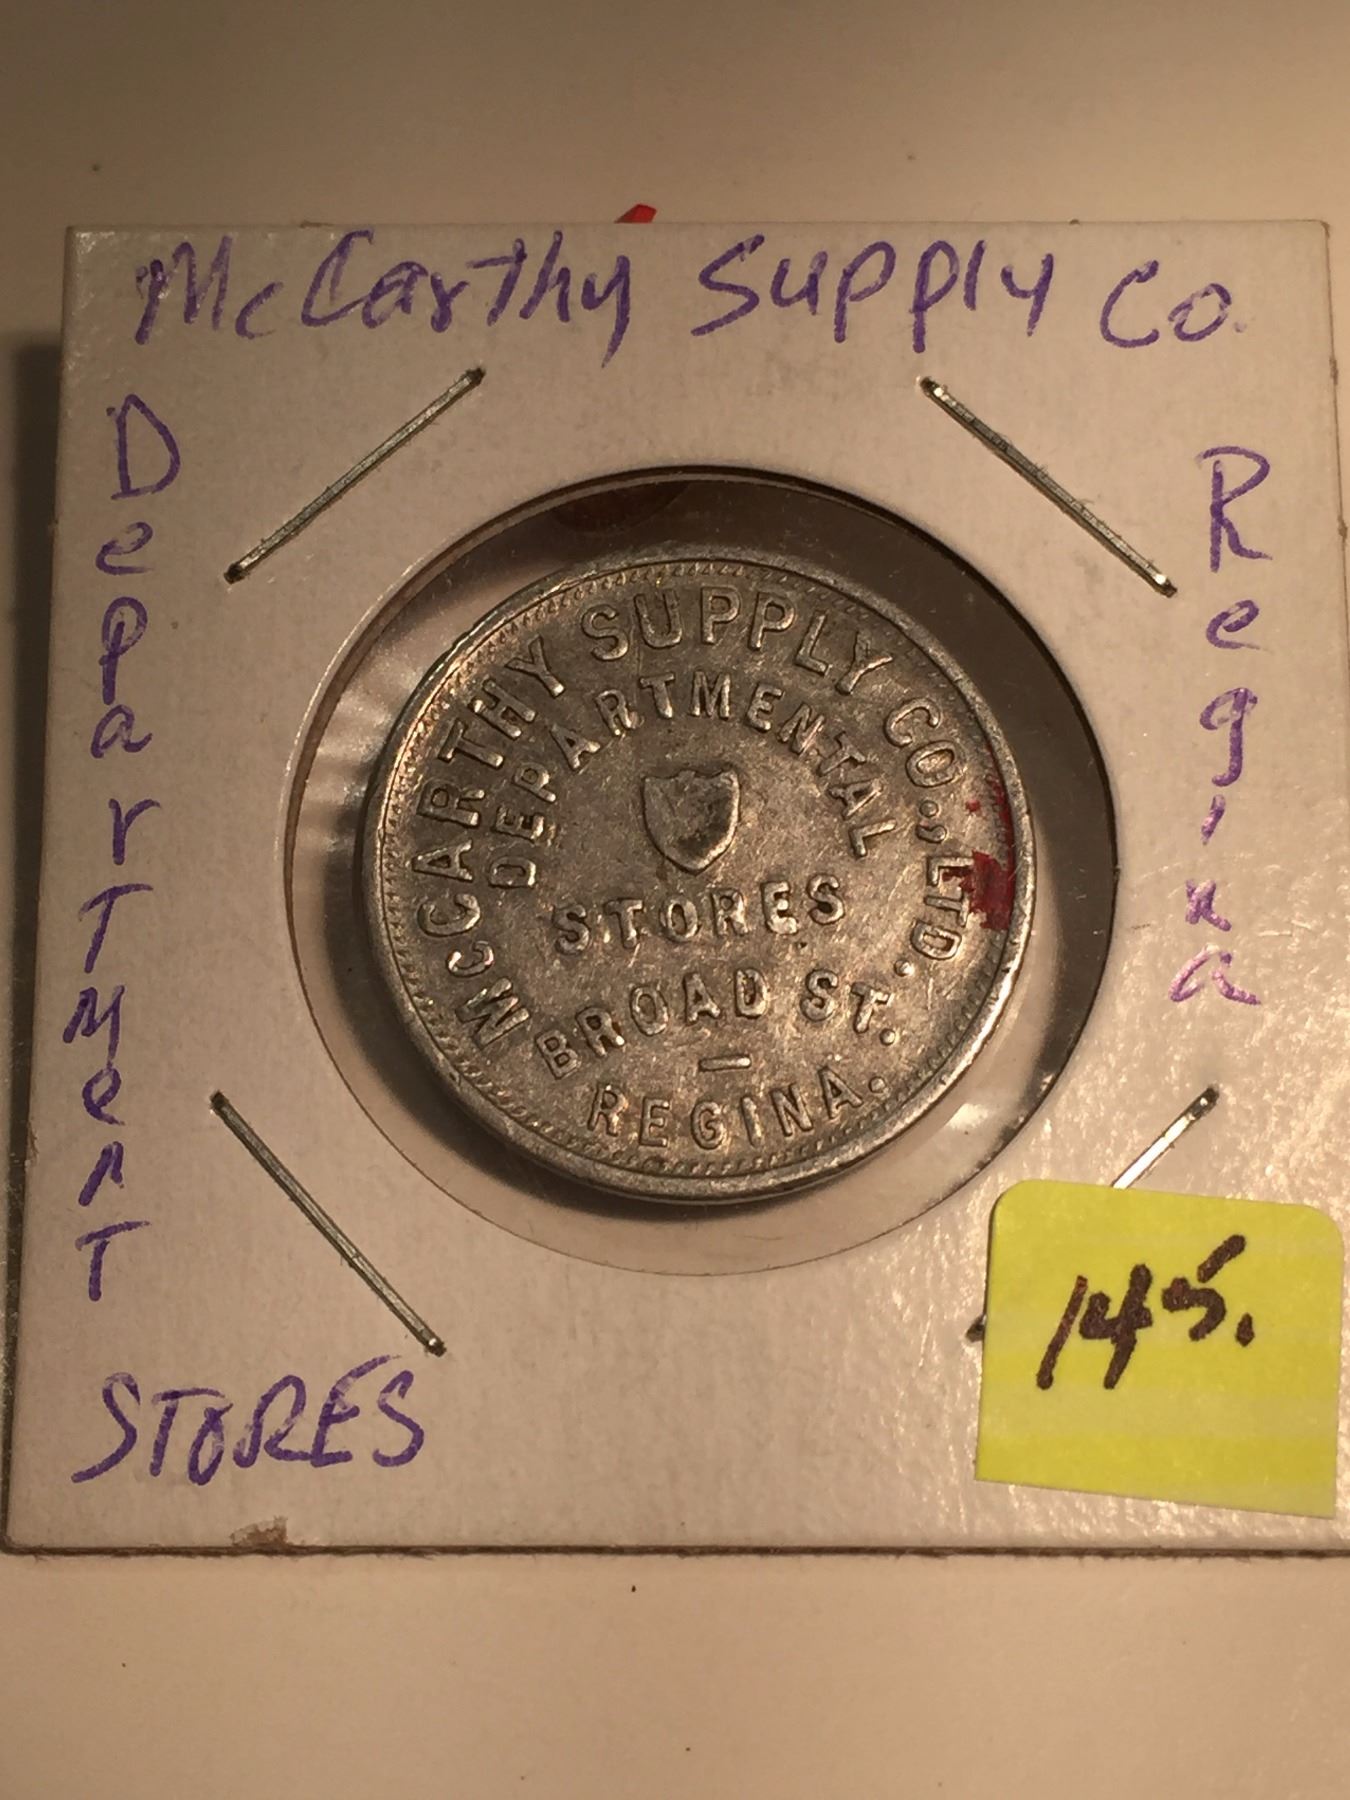 McCarthy Supply Co.
DeparTMenT
STORES
Regina
McCARTHY SUPPLY CO., LTD.
DEPARTMENTAL
STORES
BROAD ST.
—
REGINA.
145.